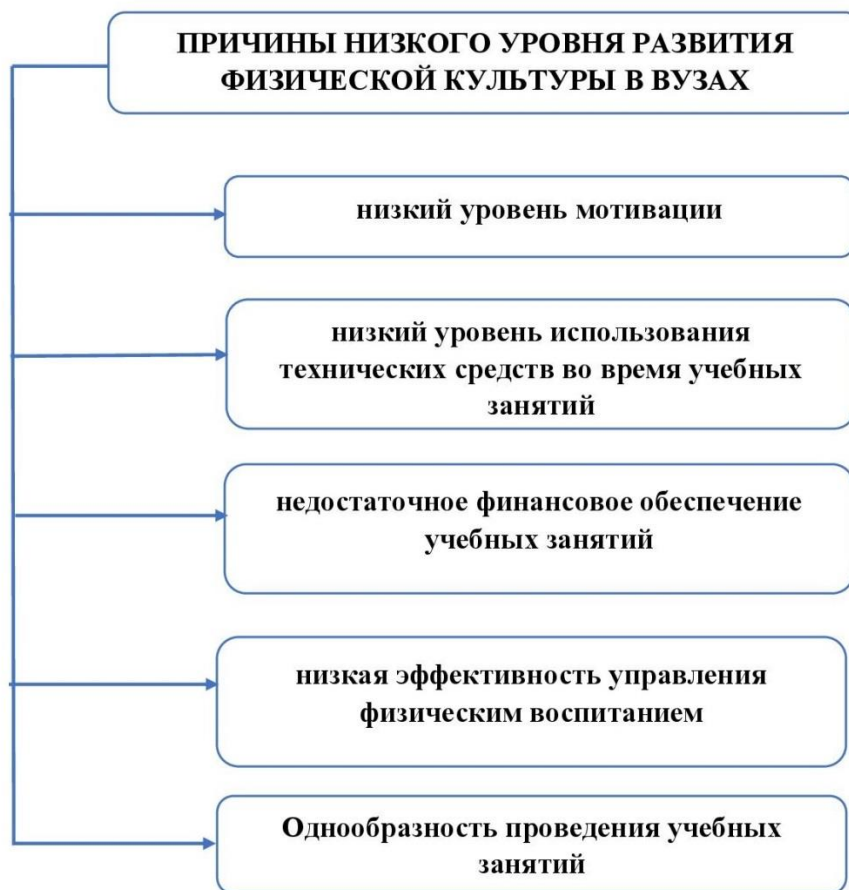 ПРИЧИНЫ НИЗКОГО УРОВНЯ РАЗВИТИЯ
ФИЗИЧЕСКОЙ КУЛЬТУРЫ В ВУЗАХ
низкий уровень мотивации
низкий уровень использования
технических средств во время учебных
занятий
недостаточное финансовое обеспечение
учебных занятий
низкая эффективность управления
физическим воспитанием
Однообразность проведения учебных
занятий